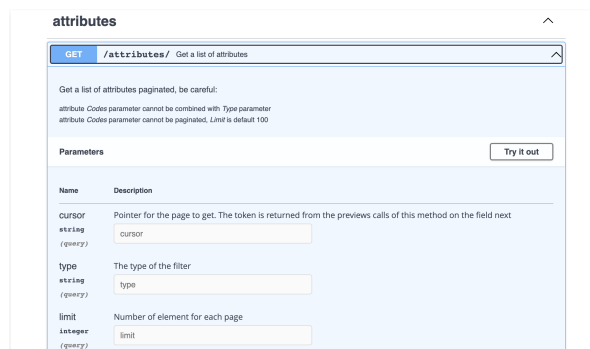 attributes
GET /attributes/ Get a list of attributes
Get a list of attributes paginated, be careful:
attribute Codes parameter cannot be combined with Type parameter
attribute Codes parameter cannot be paginated, Limit is default 100
Parameters Try it out
Name Description
cursor Pointer for the page to get. The token is returned from the previews calls of this method on the field next
string
cursor
(query)
type The type of the filter
string
type
(query)
limit Number of element for each page
integer
limit
(query)